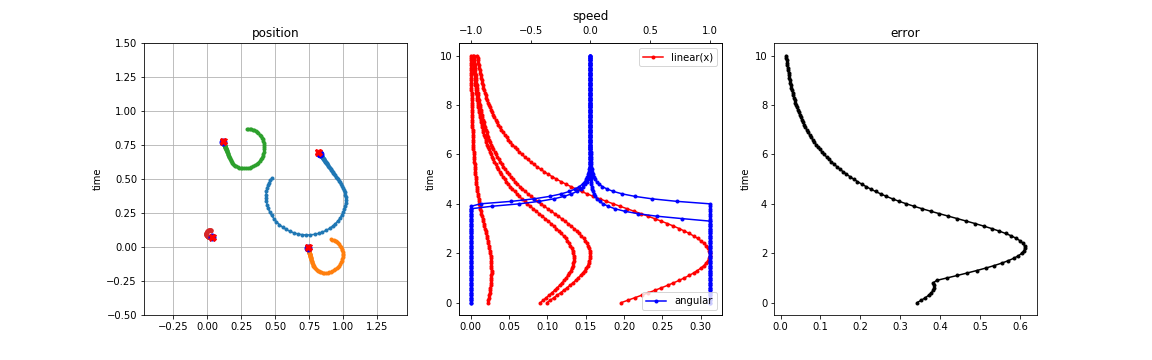 position
time
1.50
1.25
1.00
0.75
0.50
0.25
0.00
−0.25
−0.50
−0.25 0.00 0.25 0.50 0.75 1.00 1.25
speed
−1.0 −0.5 0.0 0.5 1.0
linear(x)
time
10
8
6
4
2
0
angular
0.00 0.05 0.10 0.15 0.20 0.25 0.30
error
time
10
8
6
4
2
0
0.0 0.1 0.2 0.3 0.4 0.5 0.6